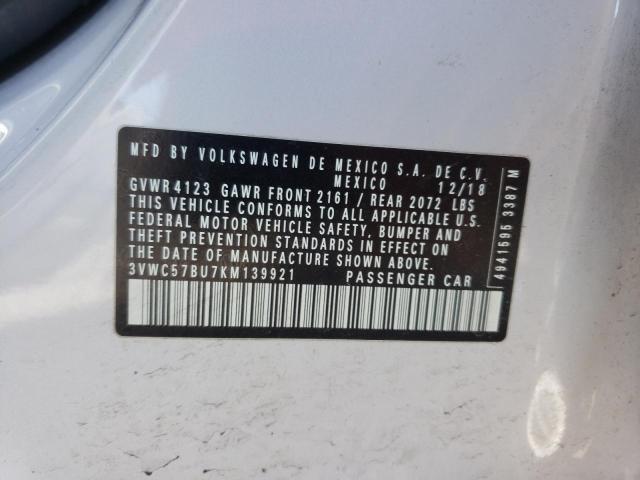 MFD BY VOLKSWAGEN DE MEXICO S.A. DE C.V.
MEXICO 12/18
GVWR 4123 GAWR FRONT 2161 / REAR 2072 LBS
THIS VEHICLE CONFORMS TO ALL APPLICABLE U.S.
FEDERAL MOTOR VEHICLE SAFETY, BUMPER AND
THEFT PREVENTION STANDARDS IN EFFECT ON
THE DATE OF MANUFACTURE SHOWN ABOVE.
3VWC57BU7KM139921 PASSENGER CAR
4941595 3387 M